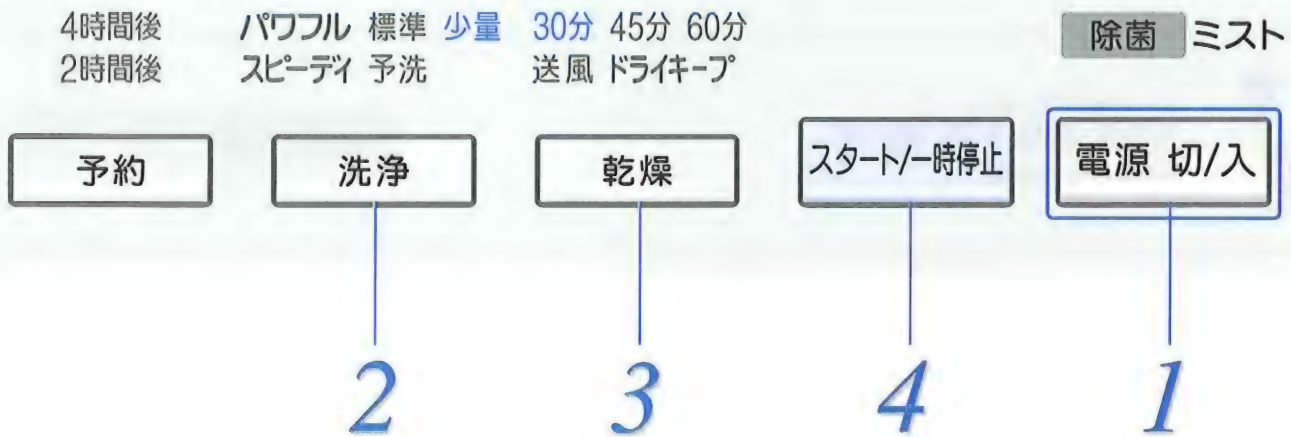 4時間後 パワフル 標準 少量 30分 45分 60分 除菌 ミスト
2時間後 スピーディ 予洗 送風 ドライキープ
予約 洗浄 乾燥 スタート/一時停止 電源 切/入
2 3 4 1